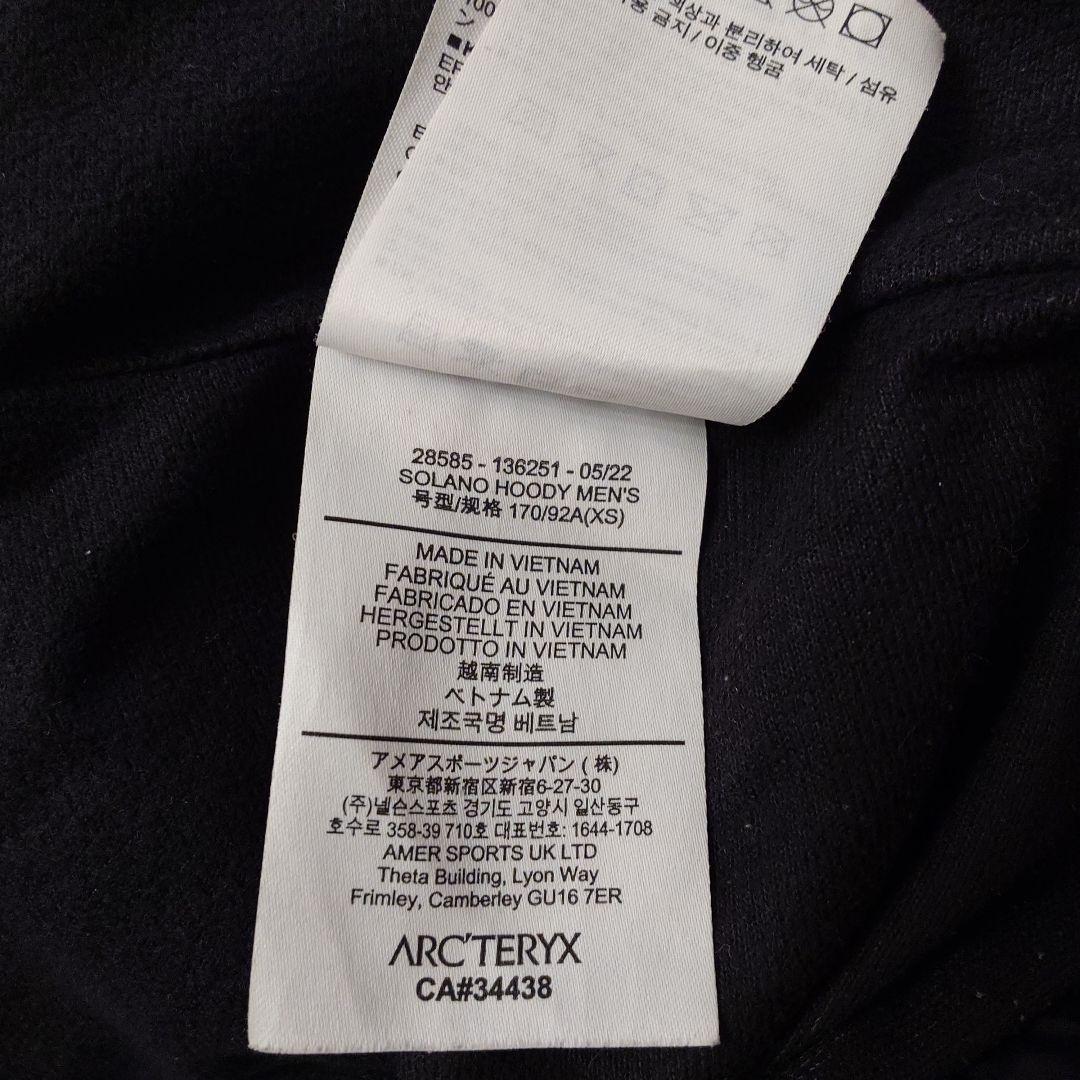 색상과 분리하여 세탁 / 섬유
금지 / 이중 헹굼
28585 - 136251 - 05/22
SOLANO HOODY MEN'S
号型/规格 170/92A(XS)
MADE IN VIETNAM
FABRIQUÉ AU VIETNAM
FABRICADO EN VIETNAM
HERGESTELLT IN VIETNAM
PRODOTTO IN VIETNAM
越南制造
ベトナム製
제조국명 베트남
アメアスポーツジャパン ( 株)
東京都新宿区新宿6-27-30
(주)넬슨스포츠 경기도 고양시 일산동구
호수로 358-39 710호 대표번호: 1644-1708
AMER SPORTS UK LTD
Theta Building, Lyon Way
Frimley, Camberley GU16 7ER
ARC'TERYX
CA#34438